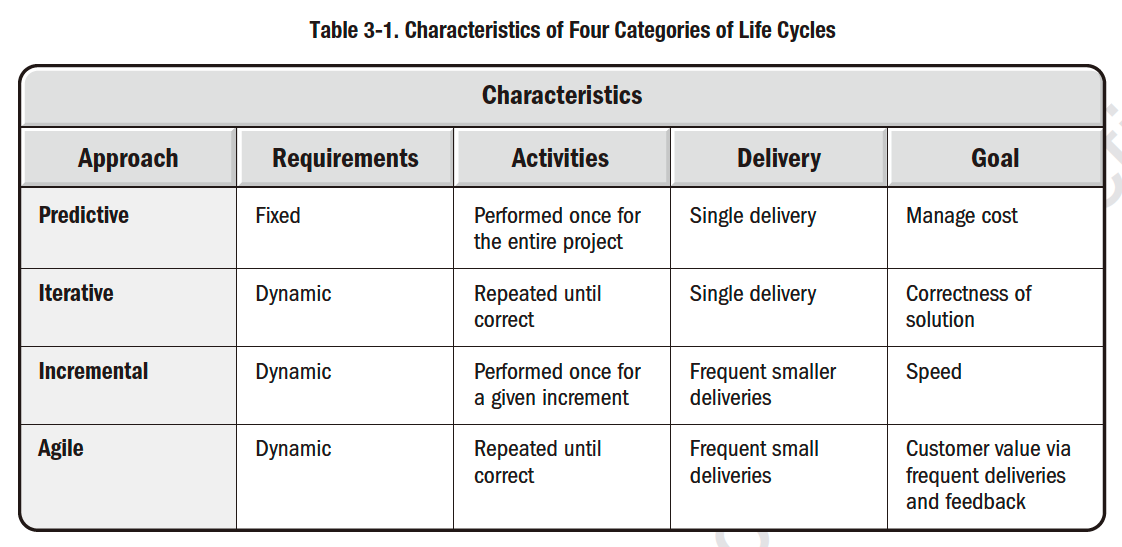 Table 3-1. Characteristics of Four Categories of Life Cycles
Characteristics
Approach Requirements Activities Delivery Goal
Predictive Fixed Performed once for the entire project Single delivery Manage cost
Iterative Dynamic Repeated until correct Single delivery Correctness of solution
Incremental Dynamic Performed once for a given increment Frequent smaller deliveries Speed
Agile Dynamic Repeated until correct Frequent small deliveries Customer value via frequent deliveries and feedback